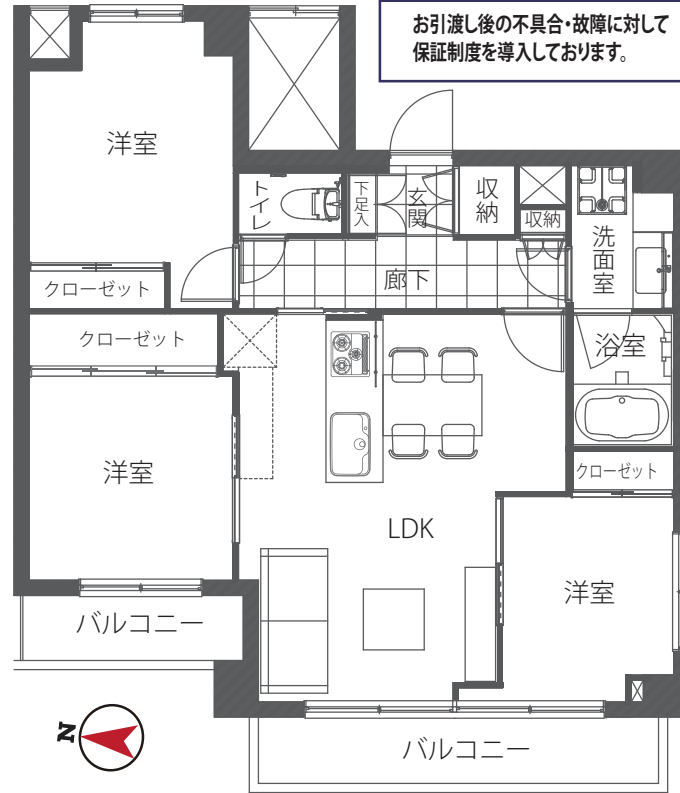 お引渡し後の不具合・故障に対して
保証制度を導入しております。
洋室
トイレ
下足入
玄関
収納
収納
洗面室
廊下
クローゼット
クローゼット
浴室
洋室
クローゼット
LDK
洋室
バルコニー
バルコニー
N